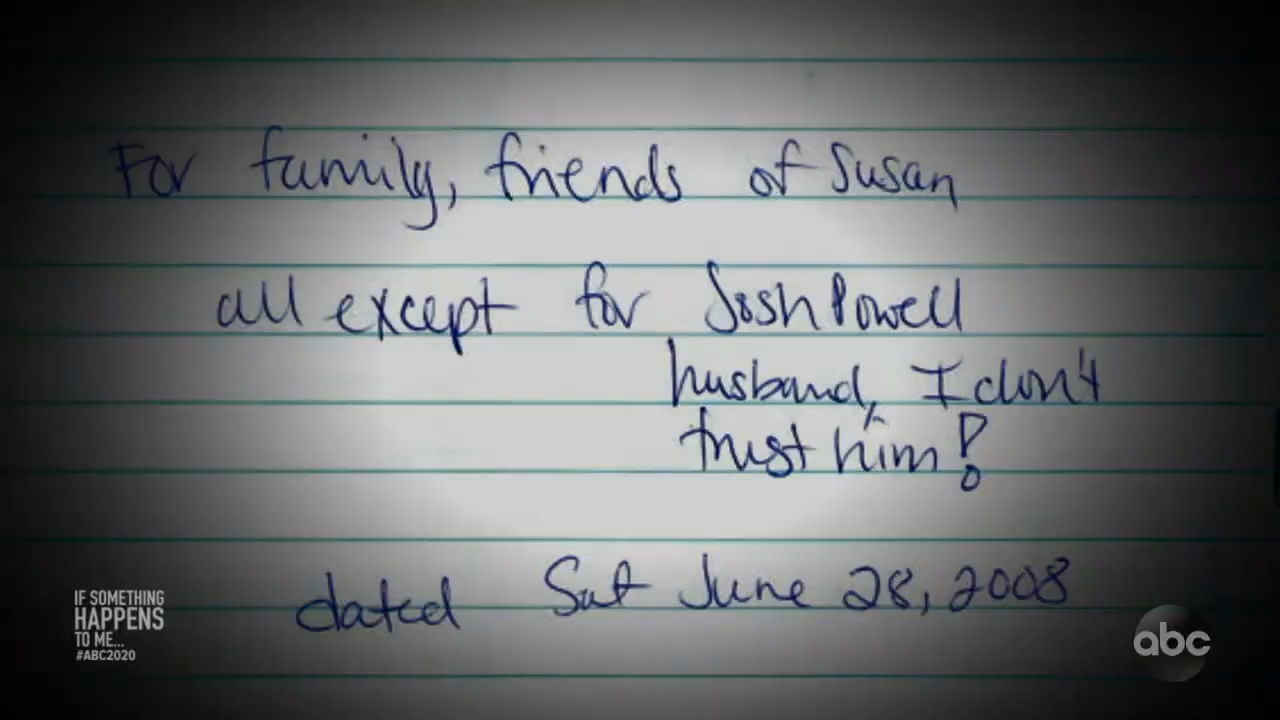 For family, friends of Susan
all except for Josh Powell
husband, I don't
trust him!
dated Sat June 28, 2008
IF SOMETHING
HAPPENS
TO ME...
#ABC2020
abc